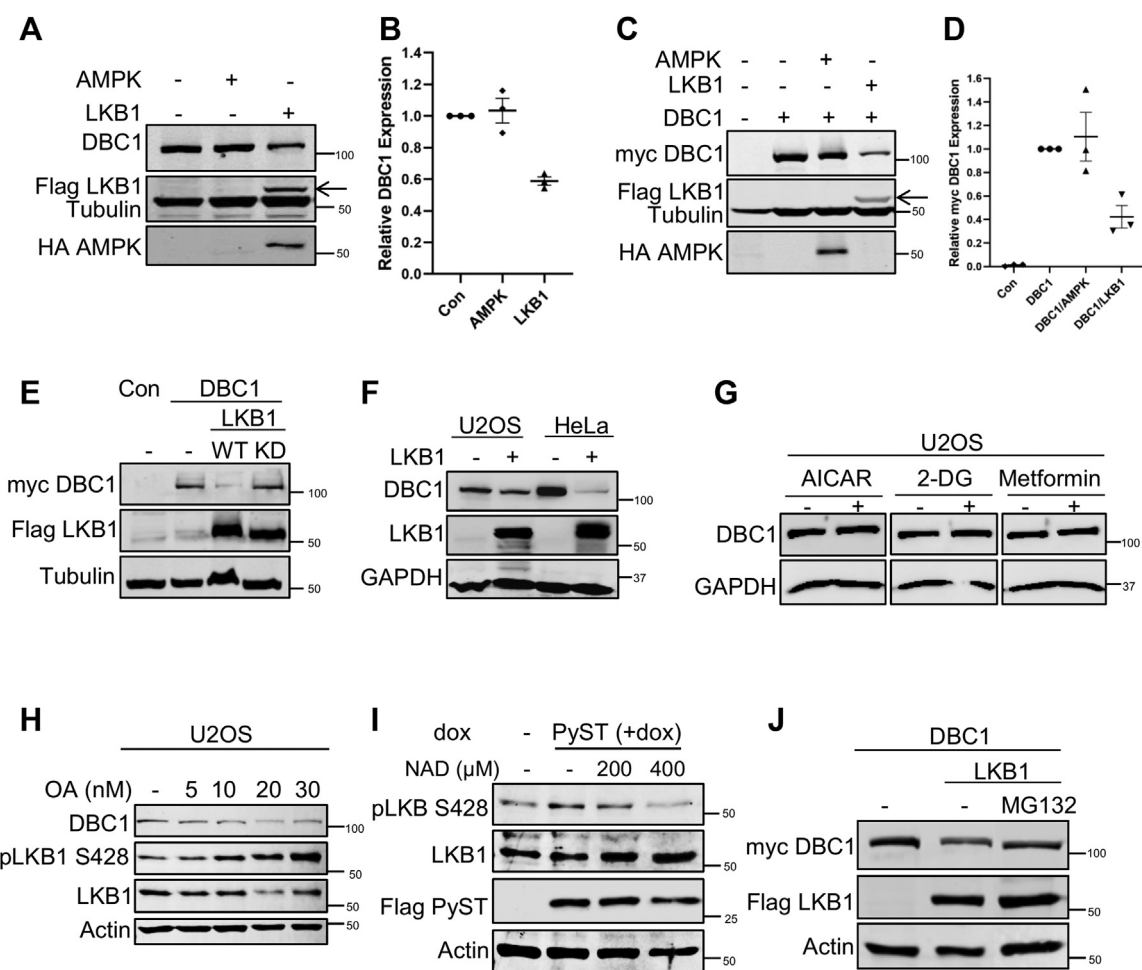 A
AMPK - + -
LKB1 - - +
DBC1
100
Flag LKB1
Tubulin
50
HA AMPK
50
B
Relative DBC1 Expression
1.4
1.2
1.0
0.8
0.6
0.4
0.2
0.0
Con
AMPK
LKB1
C
AMPK - - + -
LKB1 - - - +
DBC1 - + + +
myc DBC1
100
Flag LKB1
Tubulin
50
HA AMPK
50
D
Relative myc DBC1 Expression
1.6
1.4
1.2
1.0
0.8
0.6
0.4
0.2
0.0
Con
DBC1
DBC1/AMPK
DBC1/LKB1
E
Con DBC1
LKB1
- - WT KD
myc DBC1
100
Flag LKB1
50
Tubulin
50
F
U2OS HeLa
LKB1 - + - +
DBC1
100
LKB1
50
GAPDH
37
G
U2OS
AICAR 2-DG Metformin
- + - + - +
DBC1
100
GAPDH
37
H
U2OS
OA (nM) - 5 10 20 30
DBC1
100
pLKB1 S428
50
LKB1
50
Actin
50
I
dox - PyST (+dox)
NAD (µM) - - 200 400
pLKB S428
50
LKB1
50
Flag PyST
25
Actin
50
J
DBC1
LKB1
- - MG132
myc DBC1
100
Flag LKB1
50
Actin
50